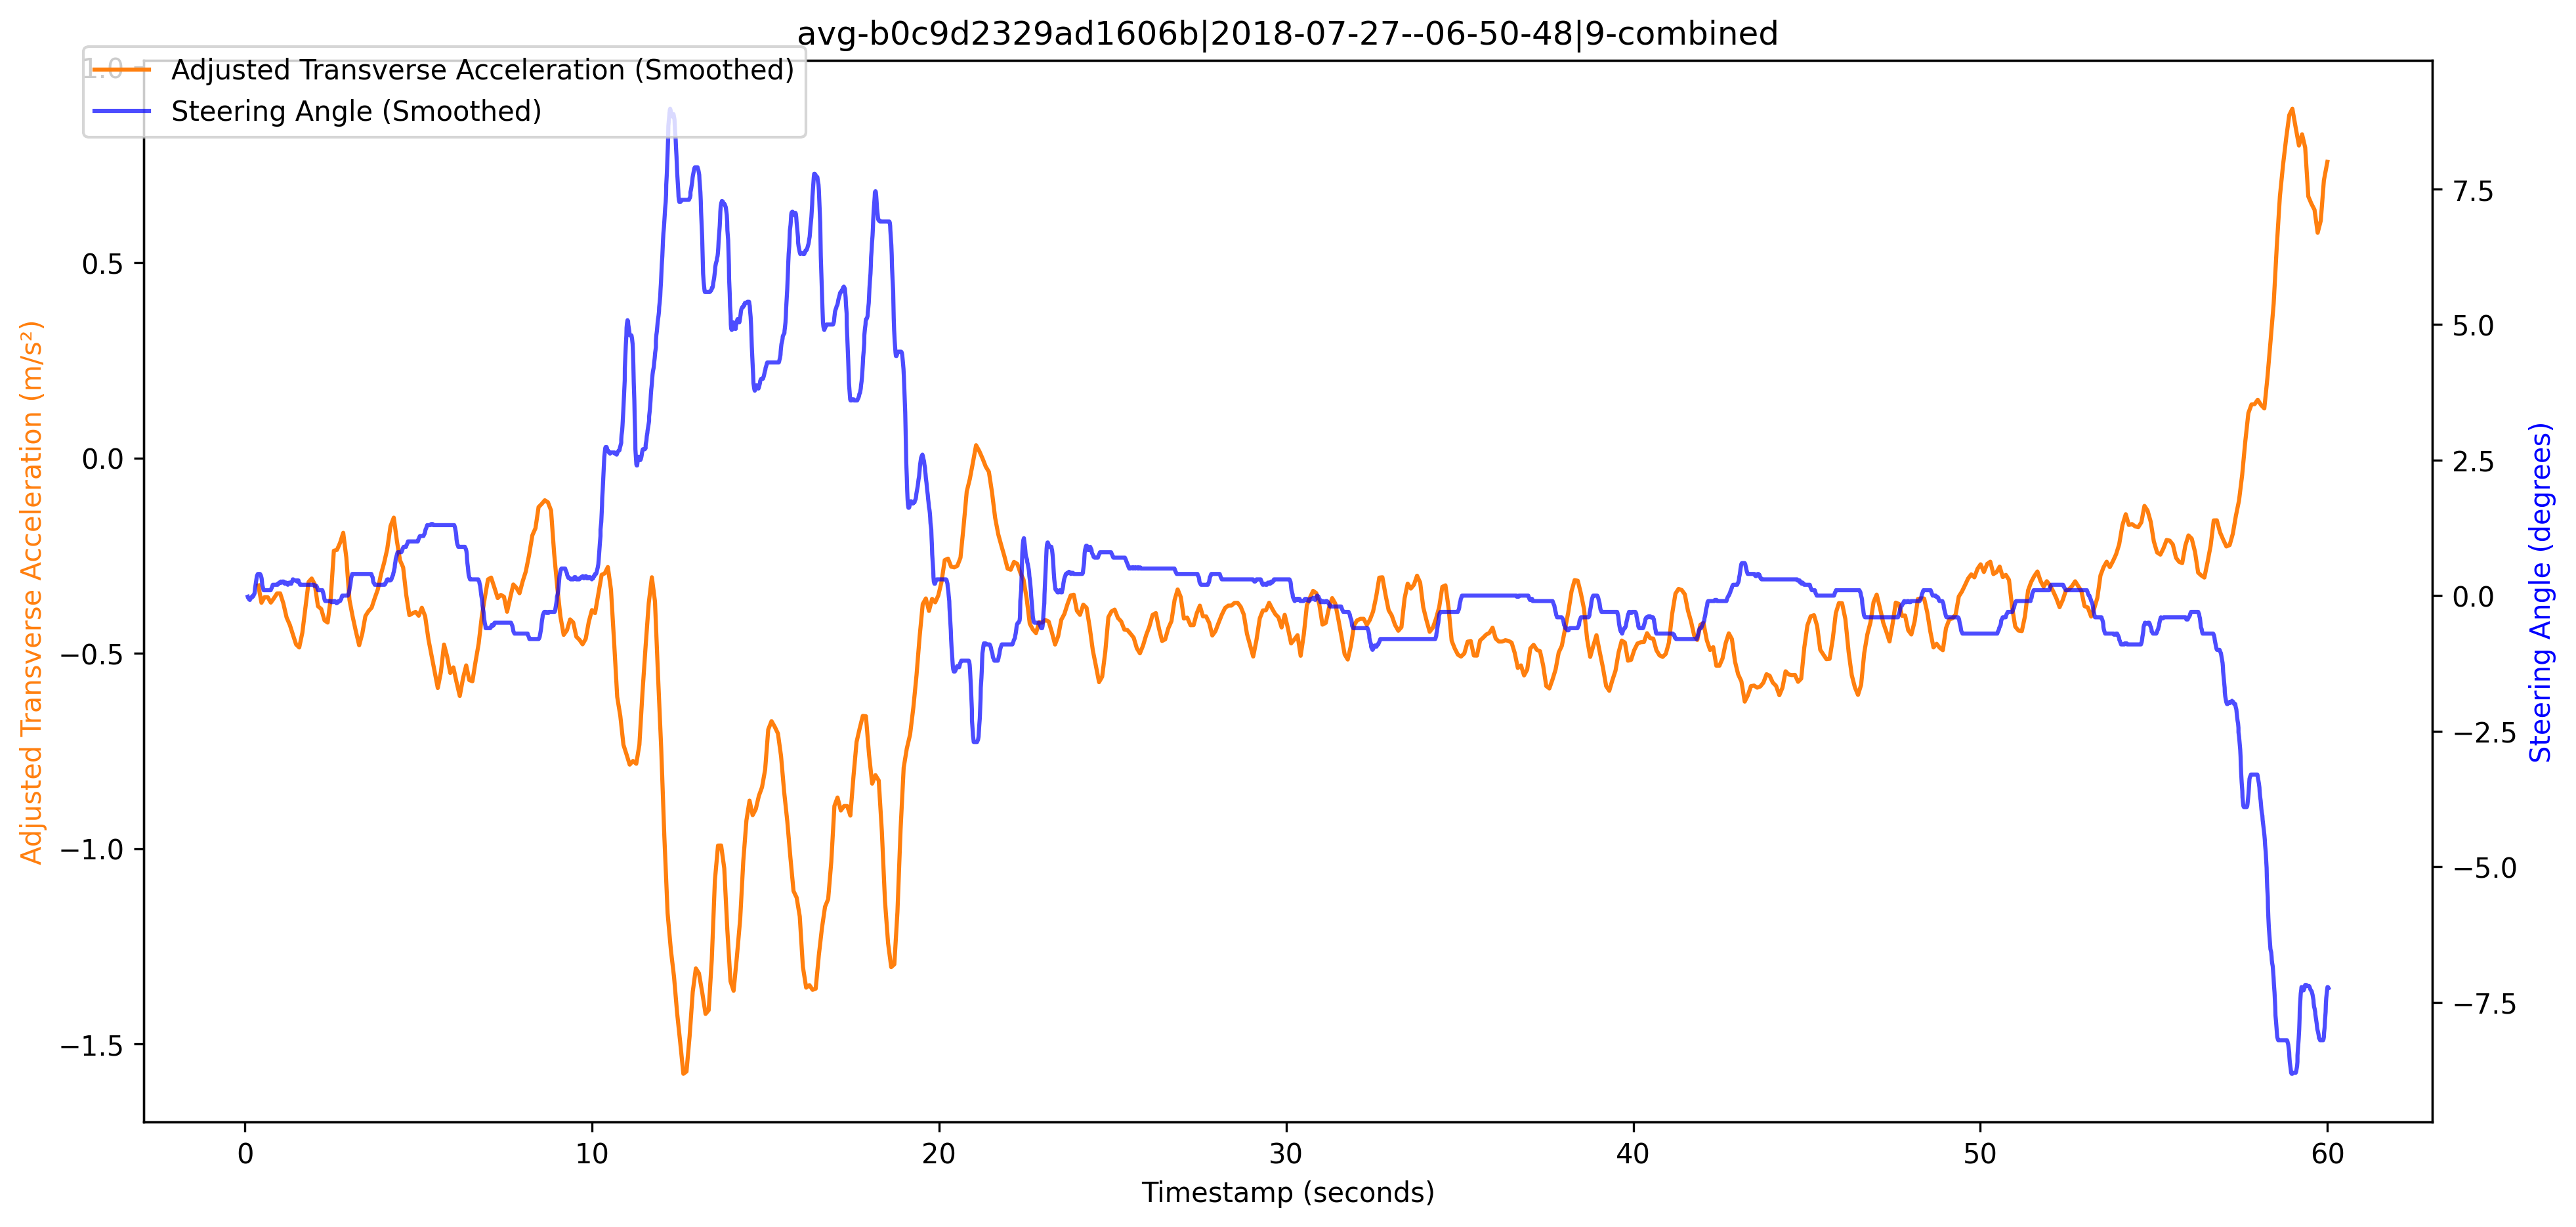 avg-b0c9d2329ad1606b|2018-07-27--06-50-48|9-combined
Adjusted Transverse Acceleration (Smoothed)
Steering Angle (Smoothed)
1.0
0.5
0.0
−0.5
−1.0
−1.5
Adjusted Transverse Acceleration (m/s²)
7.5
5.0
2.5
0.0
−2.5
−5.0
−7.5
Steering Angle (degrees)
0 10 20 30 40 50 60
Timestamp (seconds)